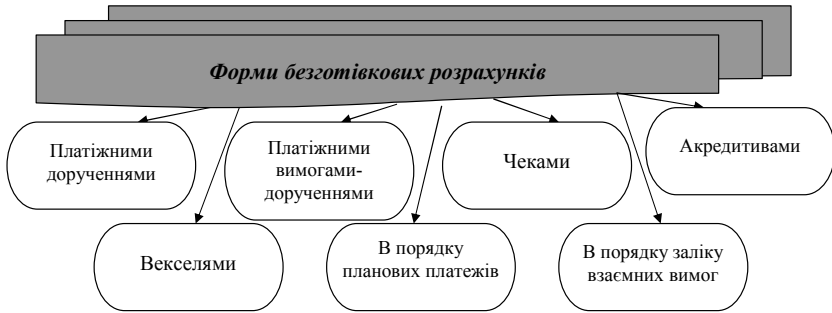 Форми безготівкових розрахунків
Платіжними
дорученнями
Платіжними
вимогами-
дорученнями
Чеками
Акредитивами
Векселями
В порядку
планових платежів
В порядку заліку
взаємних вимог